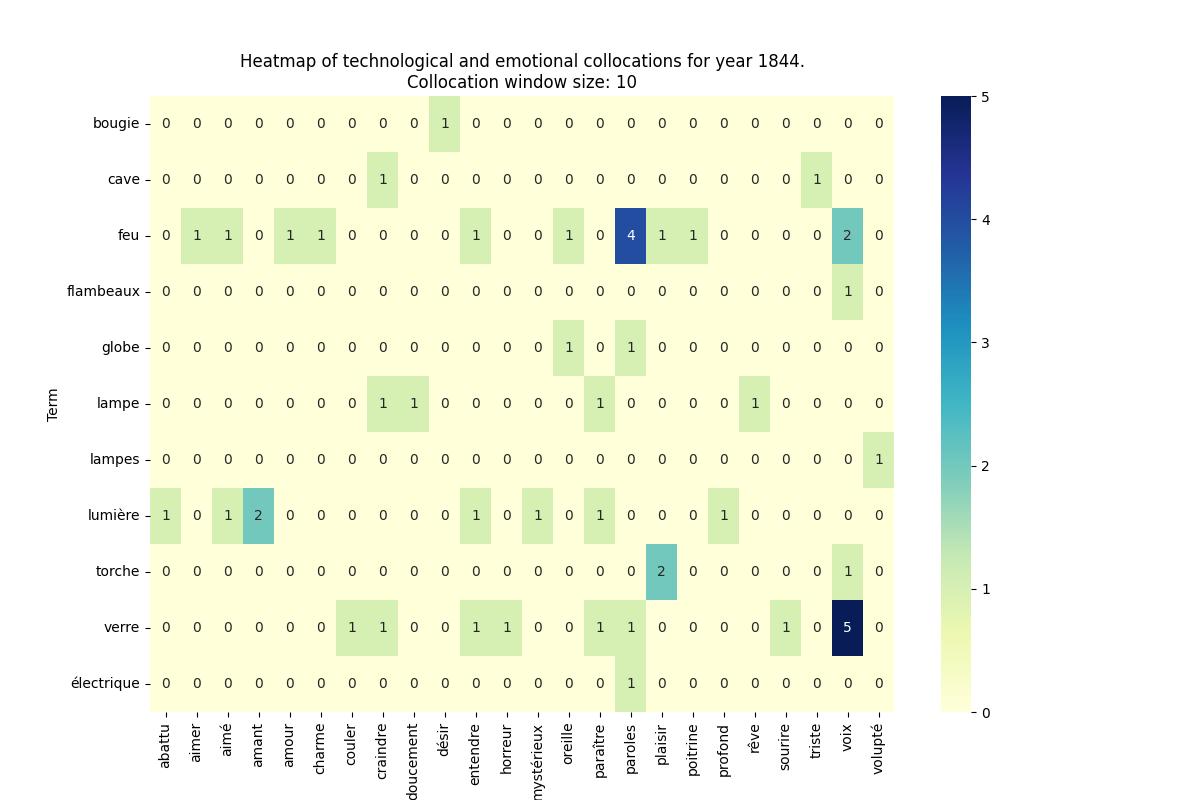 Heatmap of technological and emotional collocations for year 1844.
Collocation window size: 10
Term
bougie 0 0 0 0 0 0 0 0 0 1 0 0 0 0 0 0 0 0 0 0 0 0 0 0
cave 0 0 0 0 0 0 0 1 0 0 0 0 0 0 0 0 0 0 0 0 0 1 0 0
feu 0 1 1 0 1 1 0 0 0 0 1 0 0 1 0 4 1 1 0 0 0 0 2 0
flambeaux 0 0 0 0 0 0 0 0 0 0 0 0 0 0 0 0 0 0 0 0 0 0 1 0
globe 0 0 0 0 0 0 0 0 0 0 0 0 0 1 0 1 0 0 0 0 0 0 0 0
lampe 0 0 0 0 0 0 0 1 1 0 0 0 0 0 1 0 0 0 0 1 0 0 0 0
lampes 0 0 0 0 0 0 0 0 0 0 0 0 0 0 0 0 0 0 0 0 0 0 0 1
lumière 1 0 1 2 0 0 0 0 0 0 1 0 1 0 1 0 0 0 1 0 0 0 0 0
torche 0 0 0 0 0 0 0 0 0 0 0 0 0 0 0 0 2 0 0 0 0 0 1 0
verre 0 0 0 0 0 0 1 1 0 0 1 1 0 0 1 1 0 0 0 0 1 0 5 0
électrique 0 0 0 0 0 0 0 0 0 0 0 0 0 0 0 1 0 0 0 0 0 0 0 0
abattu
aimer
aimé
amant
amour
charme
couler
craindre
doucement
désir
entendre
horreur
mystérieux
oreille
paraître
paroles
plaisir
poitrine
profond
rêve
sourire
triste
voix
volupté
5
4
3
2
1
0